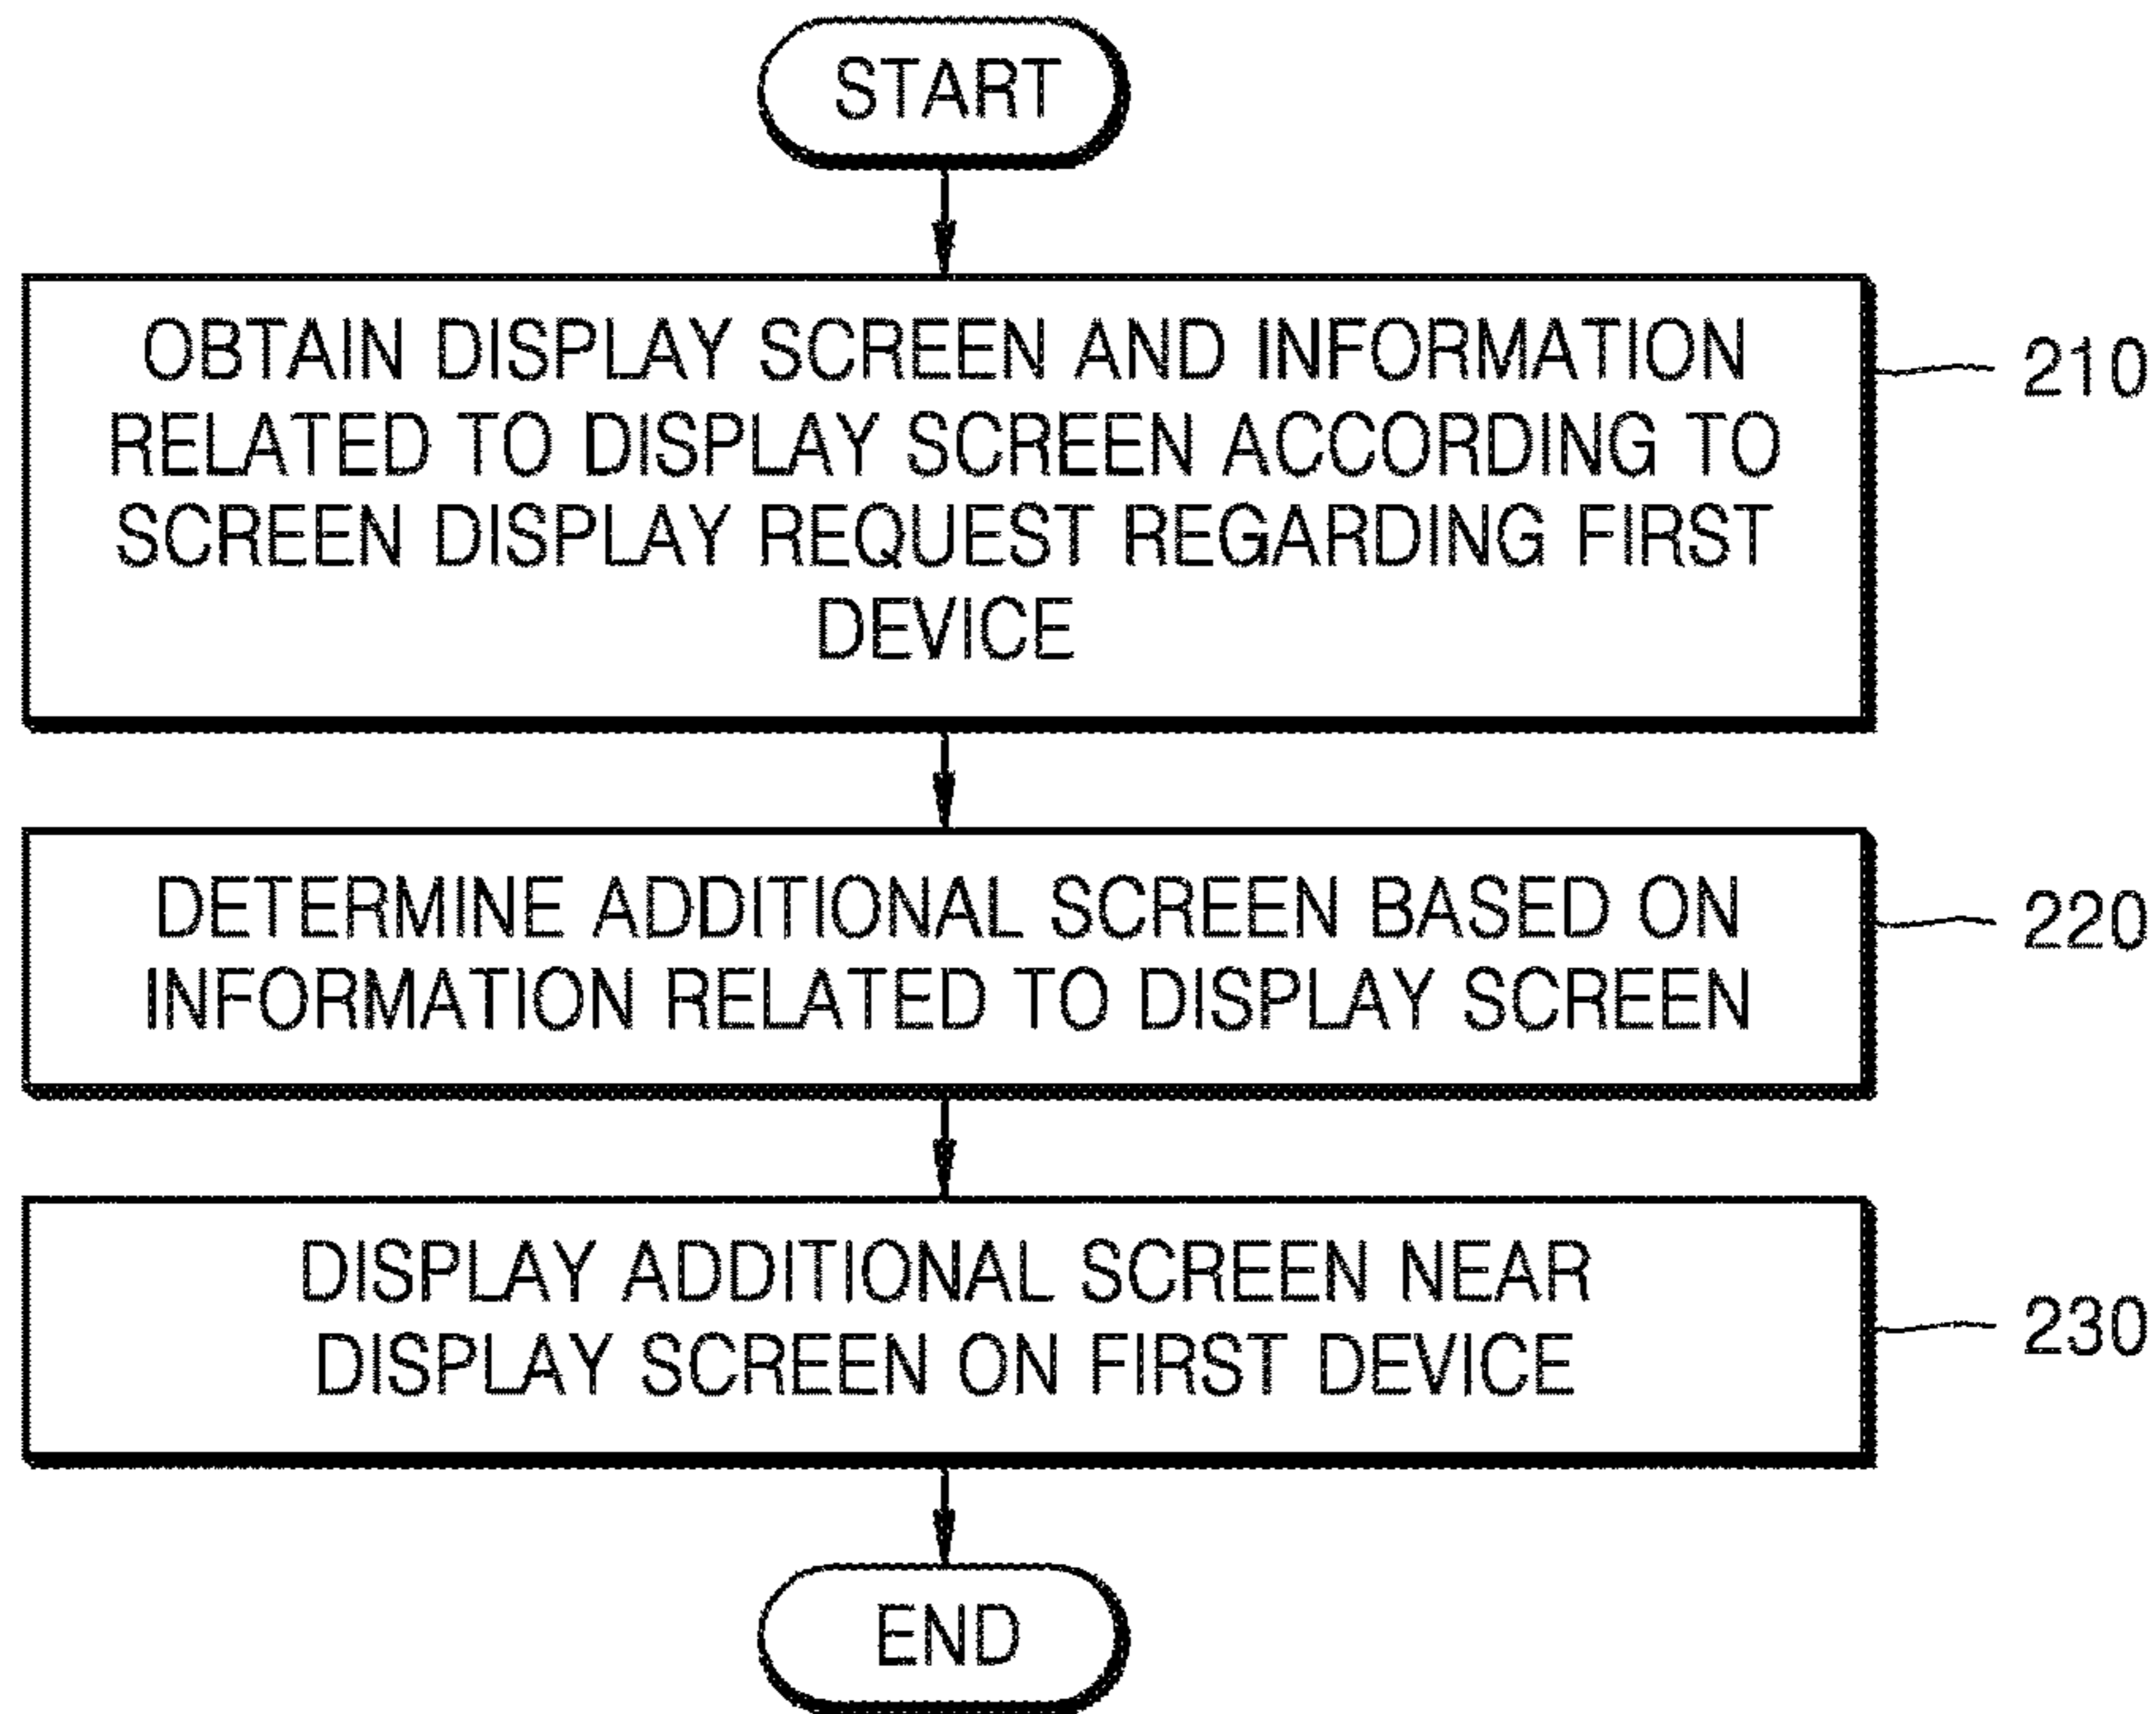 START
OBTAIN DISPLAY SCREEN AND INFORMATION
RELATED TO DISPLAY SCREEN ACCORDING TO
SCREEN DISPLAY REQUEST REGARDING FIRST
DEVICE
210
DETERMINE ADDITIONAL SCREEN BASED ON
INFORMATION RELATED TO DISPLAY SCREEN
220
DISPLAY ADDITIONAL SCREEN NEAR
DISPLAY SCREEN ON FIRST DEVICE
230
END